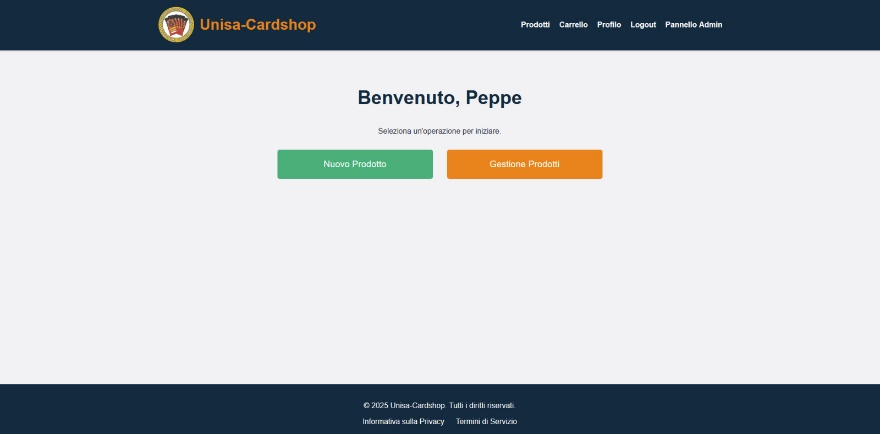 Unisa-Cardshop
Prodotti Carrello Profilo Logout Pannello Admin
Benvenuto, Peppe
Seleziona un'operazione per iniziare.
Nuovo Prodotto Gestione Prodotti
© 2025 Unisa-Cardshop. Tutti i diritti riservati.
Informativa sulla Privacy Termini di Servizio